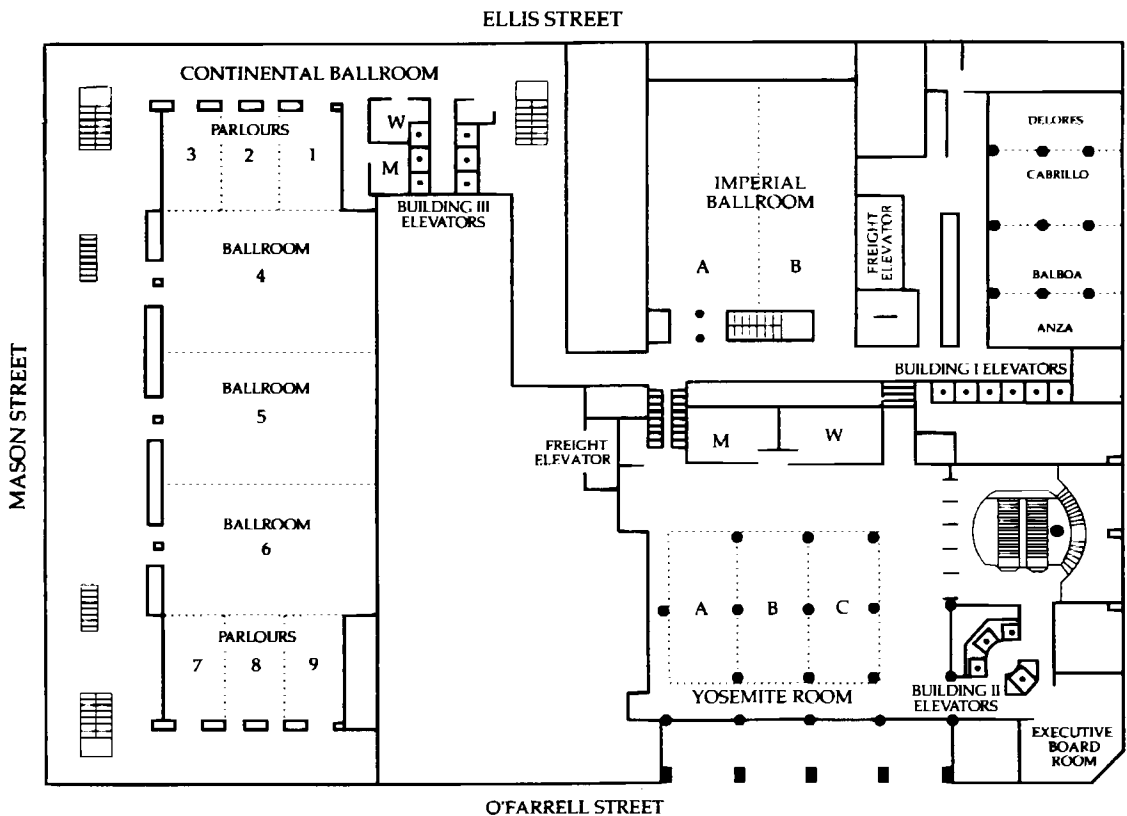 ELLIS STREET
CONTINENTAL BALLROOM
PARLOURS
3 2 1
W
M
BUILDING III
ELEVATORS
BALLROOM
4
BALLROOM
5
BALLROOM
6
PARLOURS
7 8 9
MASON STREET
IMPERIAL
BALLROOM
A B
FREIGHT
ELEVATOR
DELORES
CABRILLO
BALBOA
ANZA
BUILDING I ELEVATORS
FREIGHT
ELEVATOR
M W
A B C
YOSEMITE ROOM
BUILDING II
ELEVATORS
EXECUTIVE
BOARD
ROOM
O'FARRELL STREET